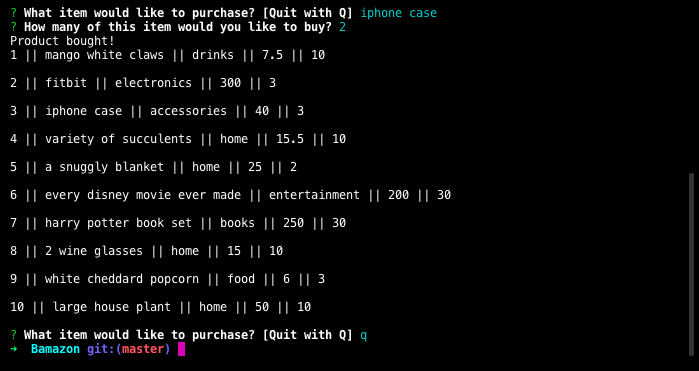 ? What item would like to purchase? [Quit with Q] iphone case
? How many of this item would you like to buy? 2
Product bought!
1 || mango white claws || drinks || 7.5 || 10
2 || fitbit || electronics || 300 || 3
3 || iphone case || accessories || 40 || 3
4 || variety of succulents || home || 15.5 || 10
5 || a snuggly blanket || home || 25 || 2
6 || every disney movie ever made || entertainment || 200 || 30
7 || harry potter book set || books || 250 || 30
8 || 2 wine glasses || home || 15 || 10
9 || white cheddard popcorn || food || 6 || 3
10 || large house plant || home || 50 || 10
? What item would like to purchase? [Quit with Q] q
➜ Bamazon git:(master)